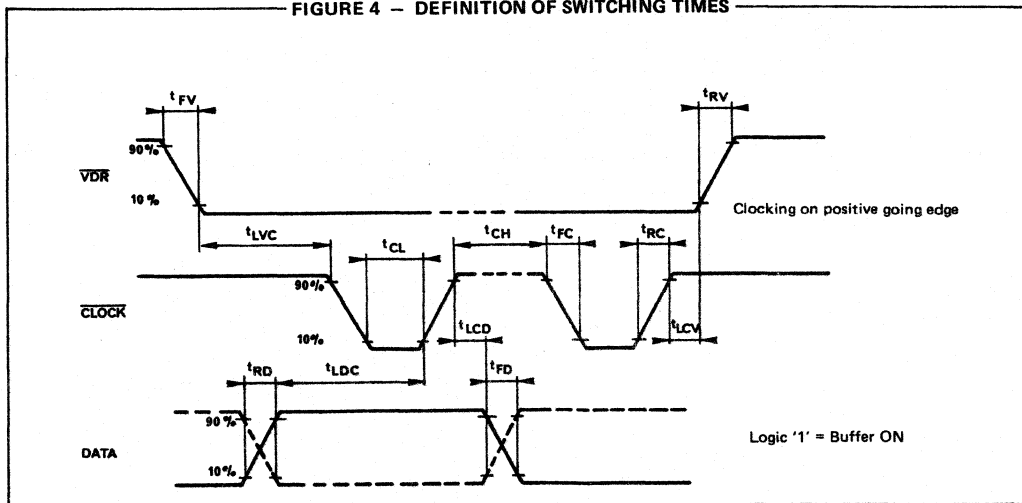 FIGURE 4 – DEFINITION OF SWITCHING TIMES
tFV
tRV
90%
VDR
10%
Clocking on positive going edge
tLVC
tCL
tCH
tFC
tRC
90%
CLOCK
10%
tLCD
tLCV
tRD
tLDC
tFD
90%
DATA
10%
Logic '1' = Buffer ON